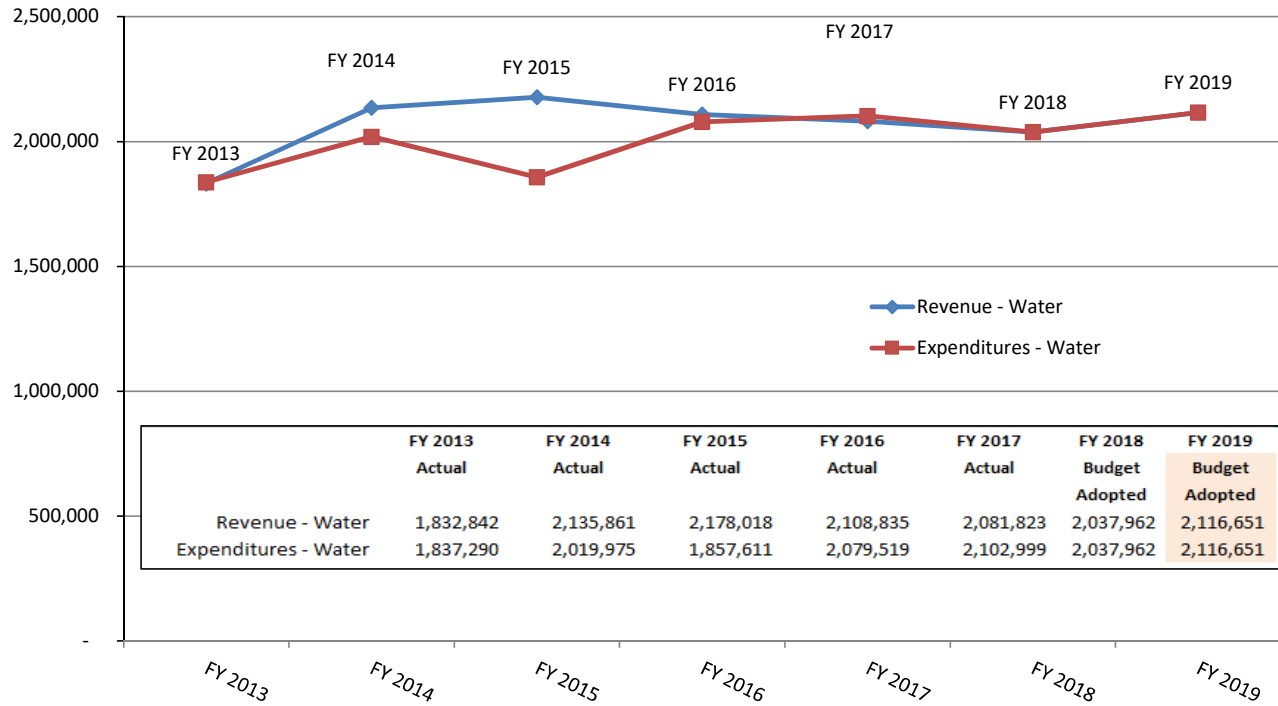 2,500,000
FY 2017
FY 2014
FY 2015
FY 2016
FY 2019
FY 2018
2,000,000
FY 2013
1,500,000
Revenue - Water
Expenditures - Water
1,000,000
FY 2013 FY 2014 FY 2015 FY 2016 FY 2017 FY 2018 FY 2019
Actual Actual Actual Actual Actual Budget Budget
Adopted Adopted
500,000
Revenue - Water 1,832,842 2,135,861 2,178,018 2,108,835 2,081,823 2,037,962 2,116,651
Expenditures - Water 1,837,290 2,019,975 1,857,611 2,079,519 2,102,999 2,037,962 2,116,651
-
FY 2013 FY 2014 FY 2015 FY 2016 FY 2017 FY 2018 FY 2019